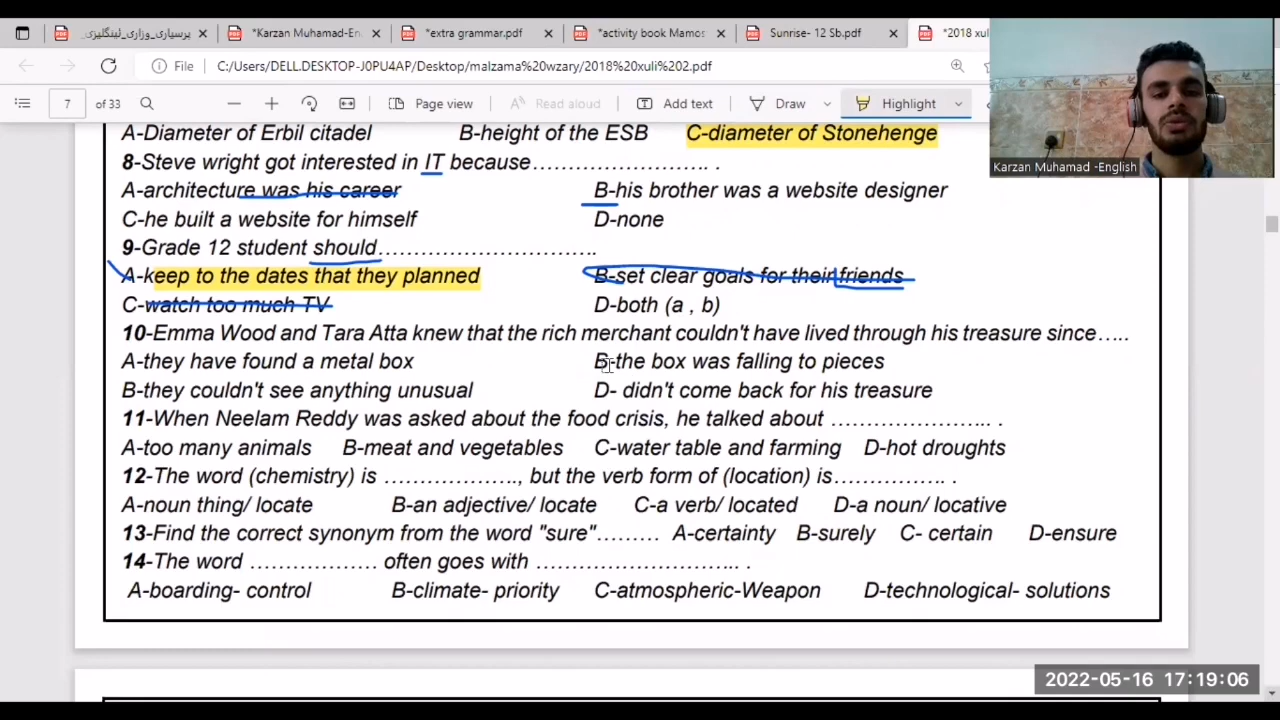 پرسیاری_وزاری_ئینگلیزی_ *Karzan Muhamad-En *extra grammar.pdf *activity book Mamos Sunrise- 12 Sb.pdf *2018 xuli
File C:/Users/DELL.DESKTOP-J0PU4AP/Desktop/malzama%20wzary/2018%20xuli%202.pdf
7 of 33 Page view Read aloud Add text Draw Highlight
Karzan Muhamad -English
A-Diameter of Erbil citadel B-height of the ESB C-diameter of Stonehenge
8-Steve wright got interested in IT because…………………….. .
A-architecture was his career B-his brother was a website designer
C-he built a website for himself D-none
9-Grade 12 student should…………………………..
A-keep to the dates that they planned B-set clear goals for their friends
C-watch too much TV D-both (a , b)
10-Emma Wood and Tara Atta knew that the rich merchant couldn't have lived through his treasure since…..
A-they have found a metal box B-the box was falling to pieces
B-they couldn't see anything unusual D- didn't come back for his treasure
11-When Neelam Reddy was asked about the food crisis, he talked about ………………….. .
A-too many animals B-meat and vegetables C-water table and farming D-hot droughts
12-The word (chemistry) is ………………., but the verb form of (location) is…………….. .
A-noun thing/ locate B-an adjective/ locate C-a verb/ located D-a noun/ locative
13-Find the correct synonym from the word "sure"……… A-certainty B-surely C- certain D-ensure
14-The word ……………… often goes with ……………………….. .
A-boarding- control B-climate- priority C-atmospheric-Weapon D-technological- solutions
2022-05-16 17:19:06